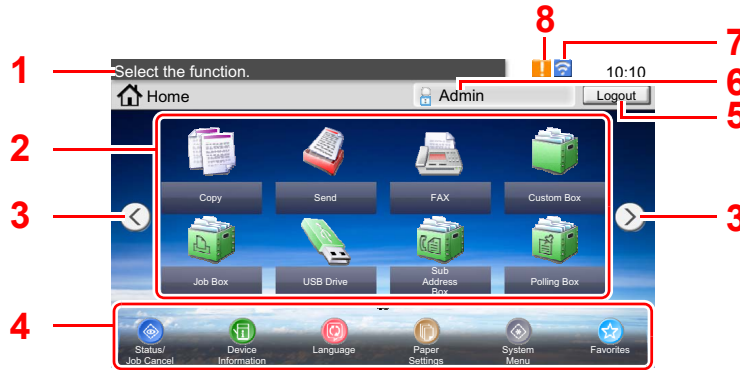 8
7
1
Select the function.
10:10
6
Home
Admin
Logout
5
2
Copy
Send
FAX
Custom Box
3
3
Job Box
USB Drive
Sub
Address
Box
Polling Box
4
Status/
Job Cancel
Device
Information
Language
Paper
Settings
System
Menu
Favorites